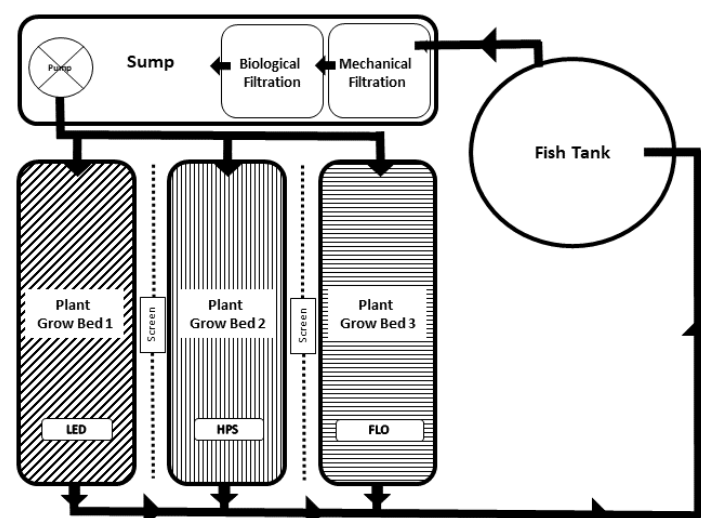 Pump
Sump
Biological
Filtration
Mechanical
Filtration
Fish Tank
Plant
Grow Bed 1
LED
Screen
Plant
Grow Bed 2
HPS
Screen
Plant
Grow Bed 3
FLO